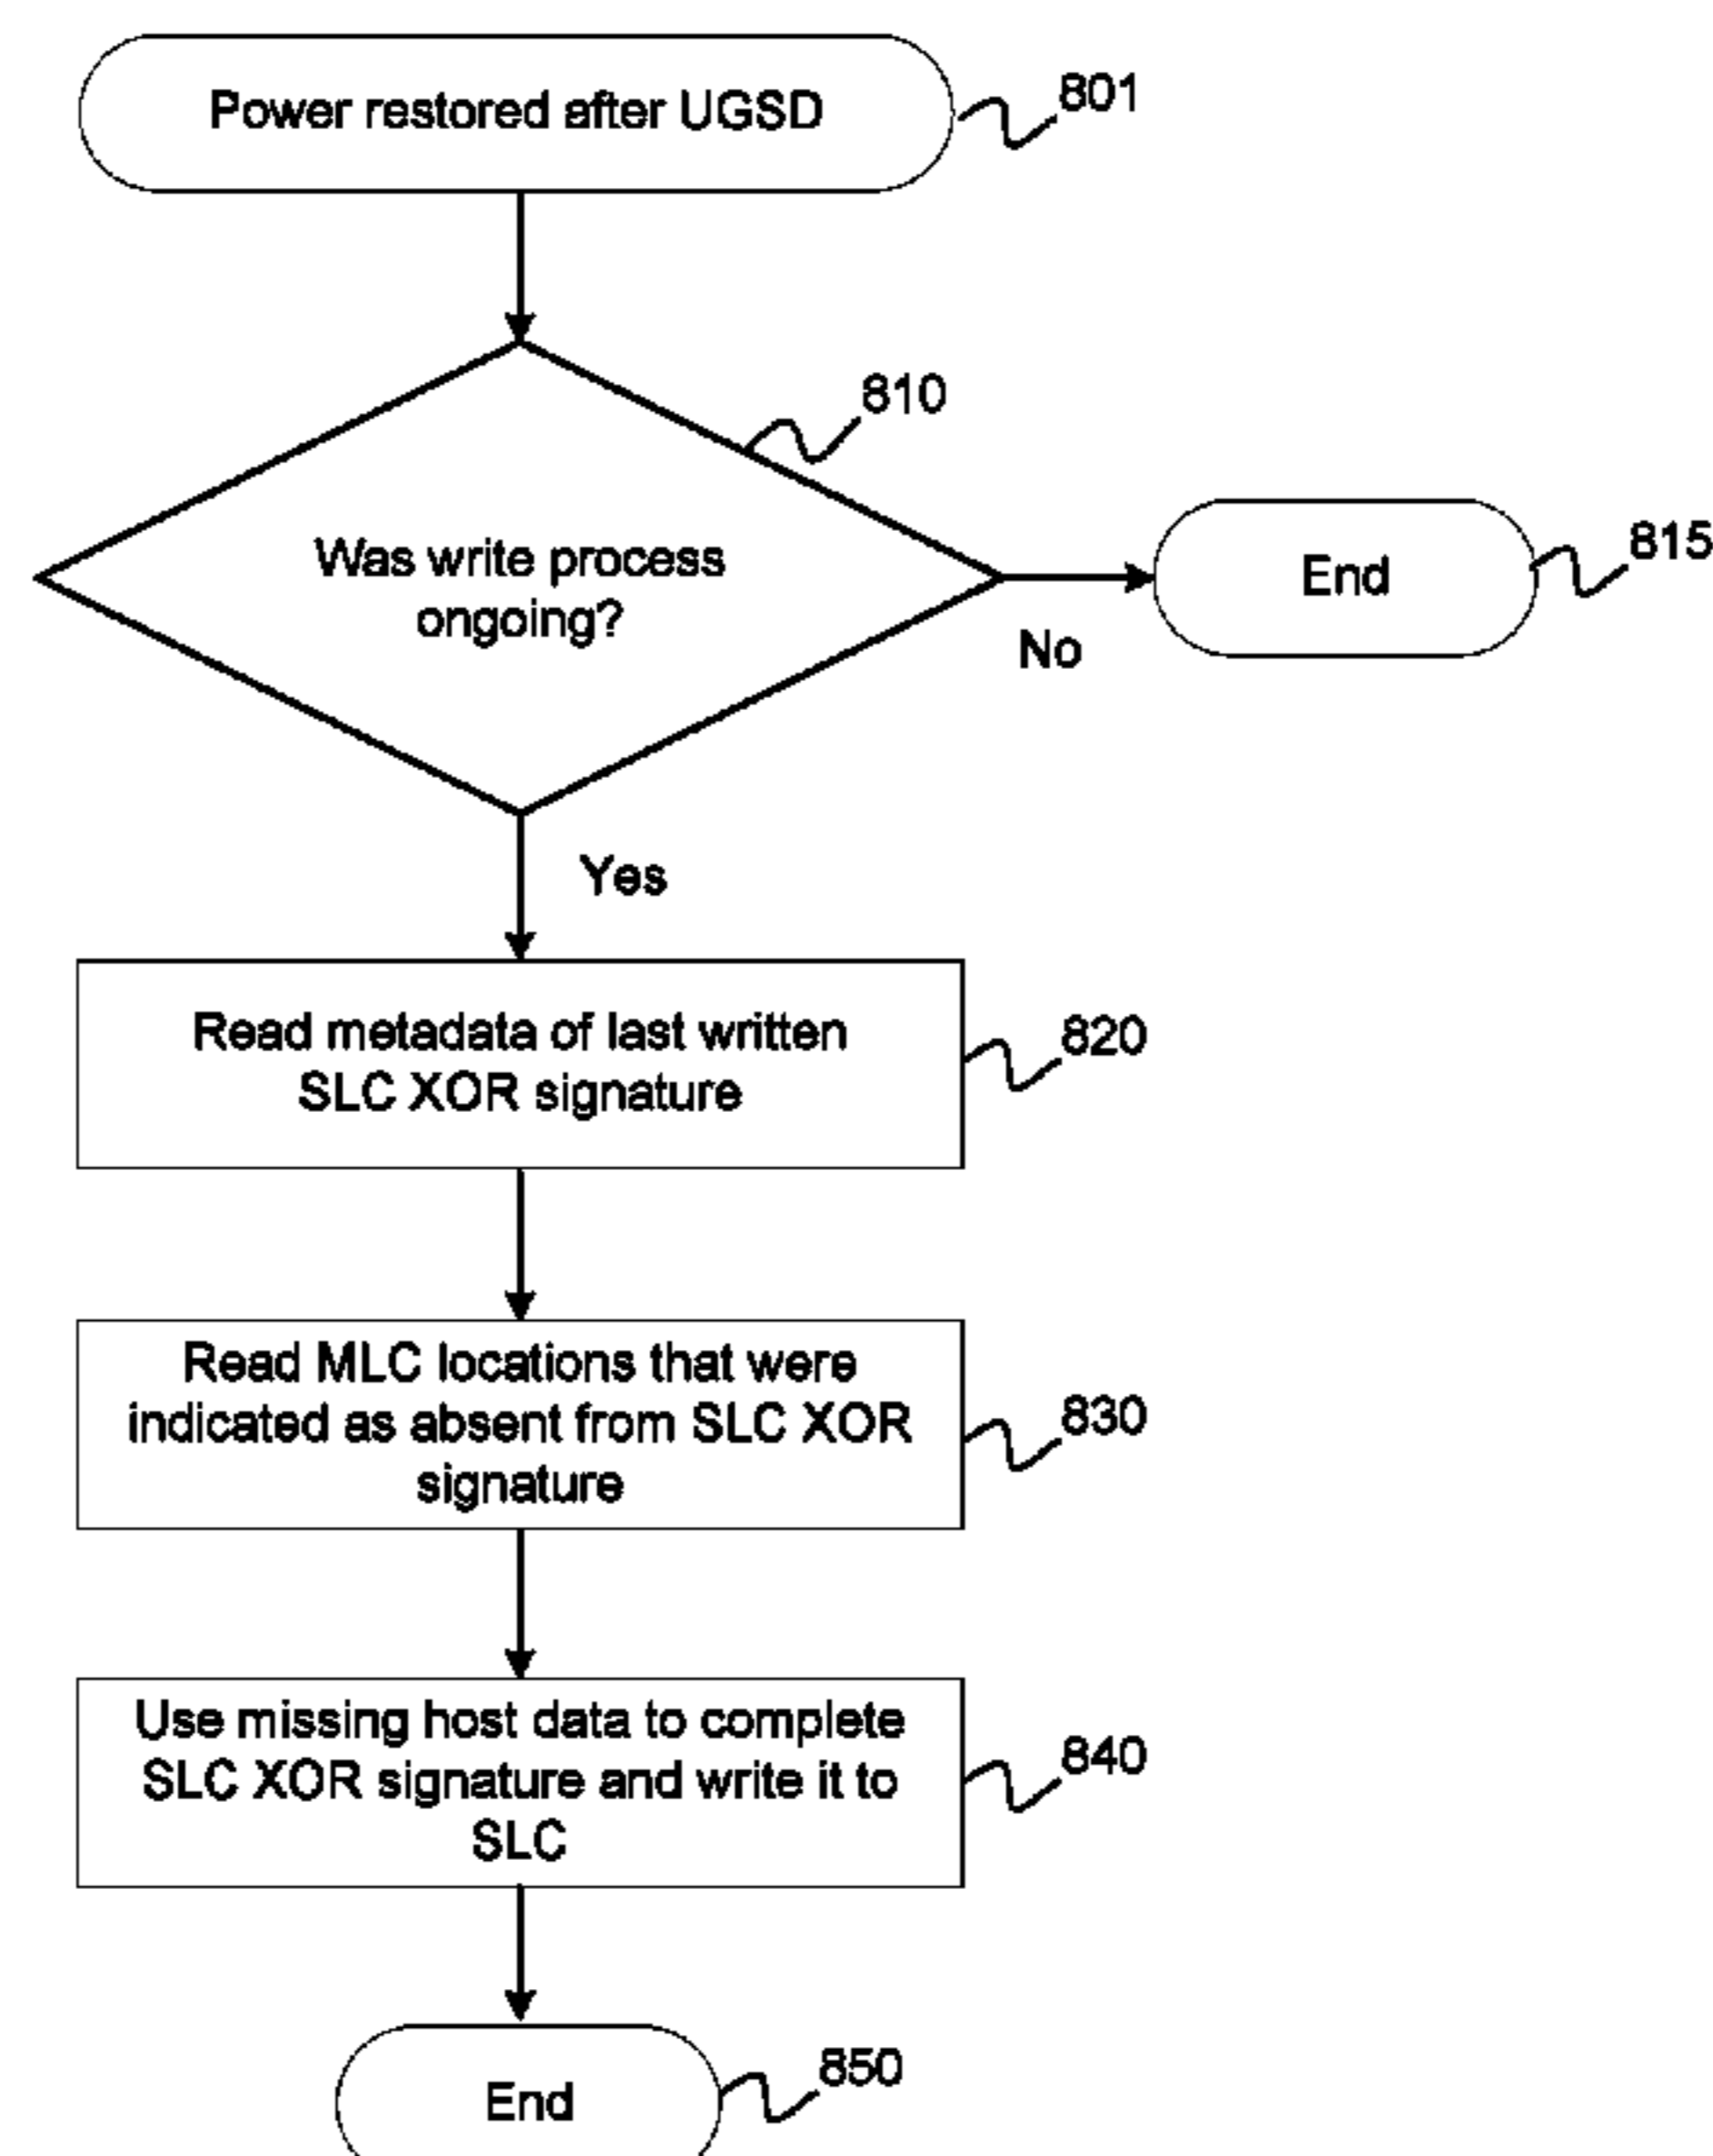 Power restored after UGSD
801
810
Was write process
ongoing?
End
815
No
Yes
Read metadata of last written
SLC XOR signature
820
Read MLC locations that were
indicated as absent from SLC XOR
signature
830
Use missing host data to complete
SLC XOR signature and write it to
SLC
840
End
850